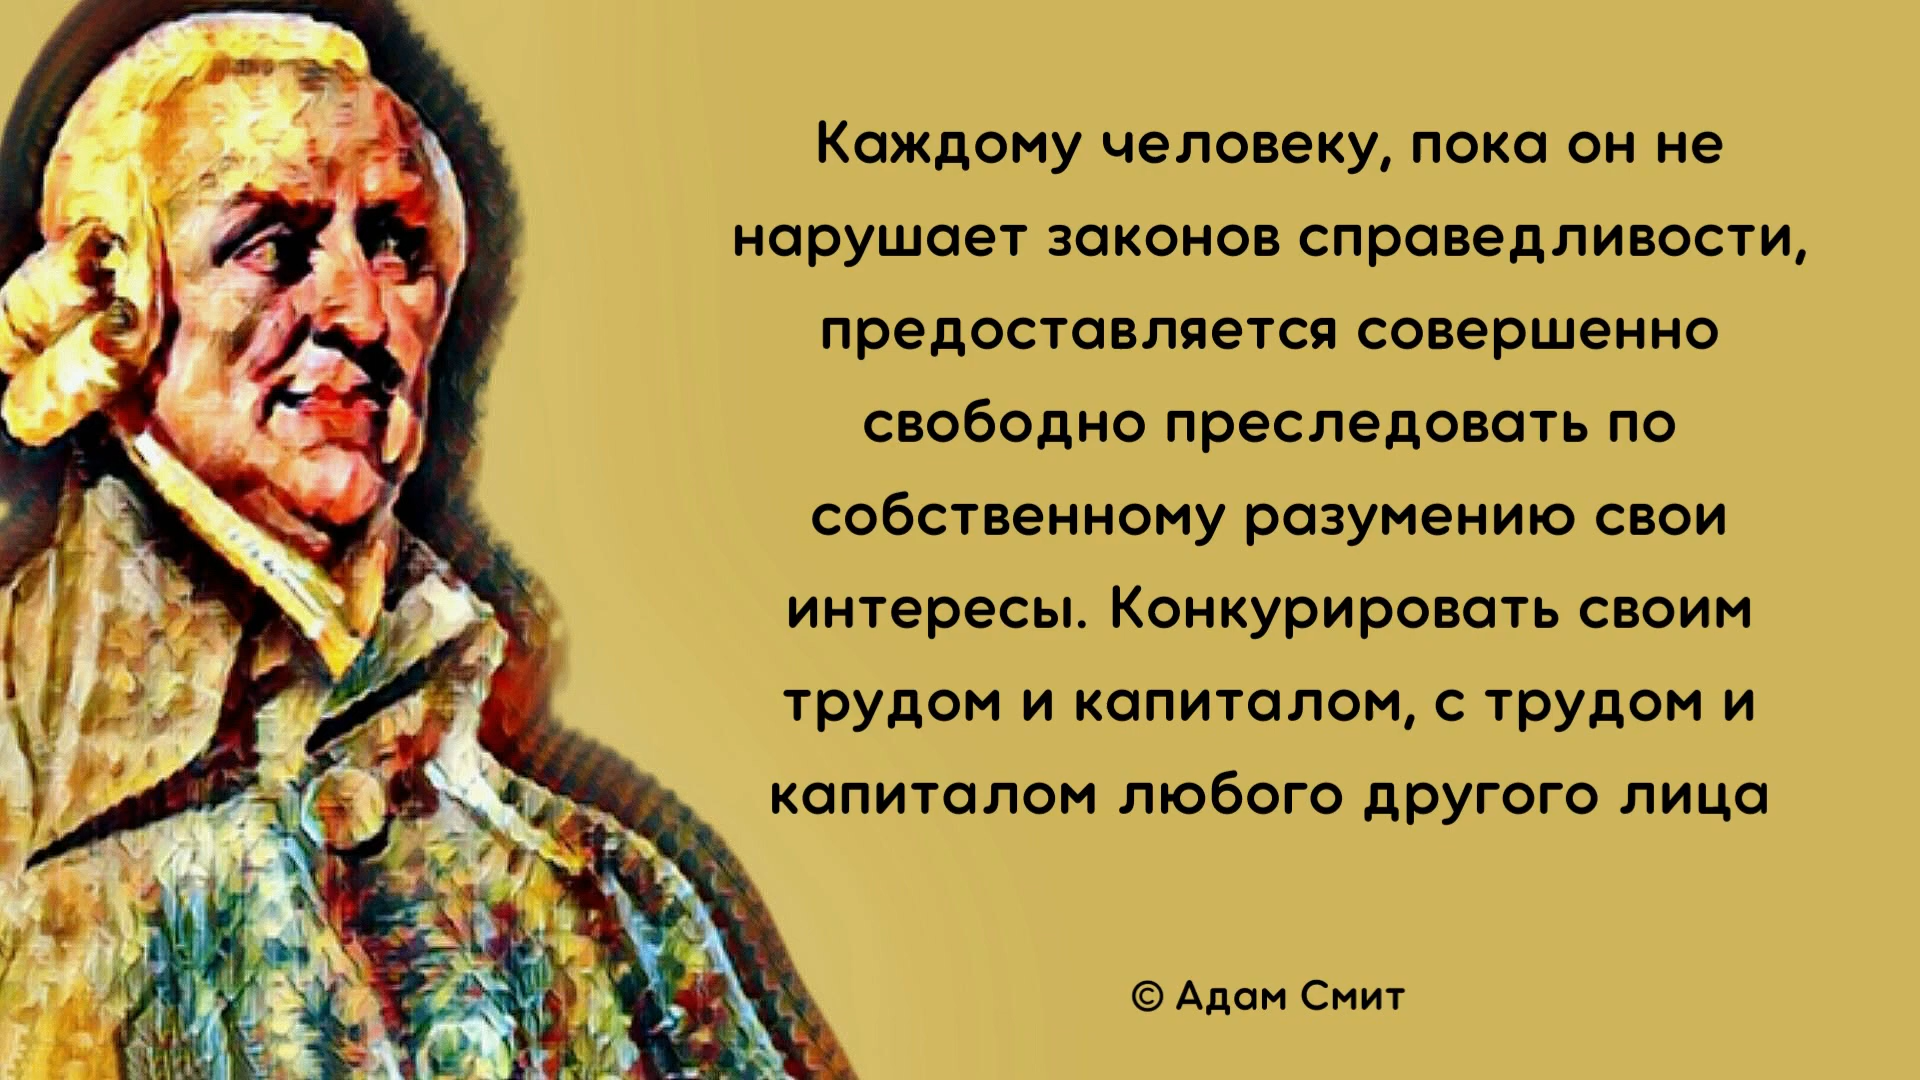 Каждому человеку, пока он не
нарушает законов справедливости,
предоставляется совершенно
свободно преследовать по
собственному разумению свои
интересы. Конкурировать своим
трудом и капиталом, с трудом и
капиталом любого другого лица
© Адам Смит